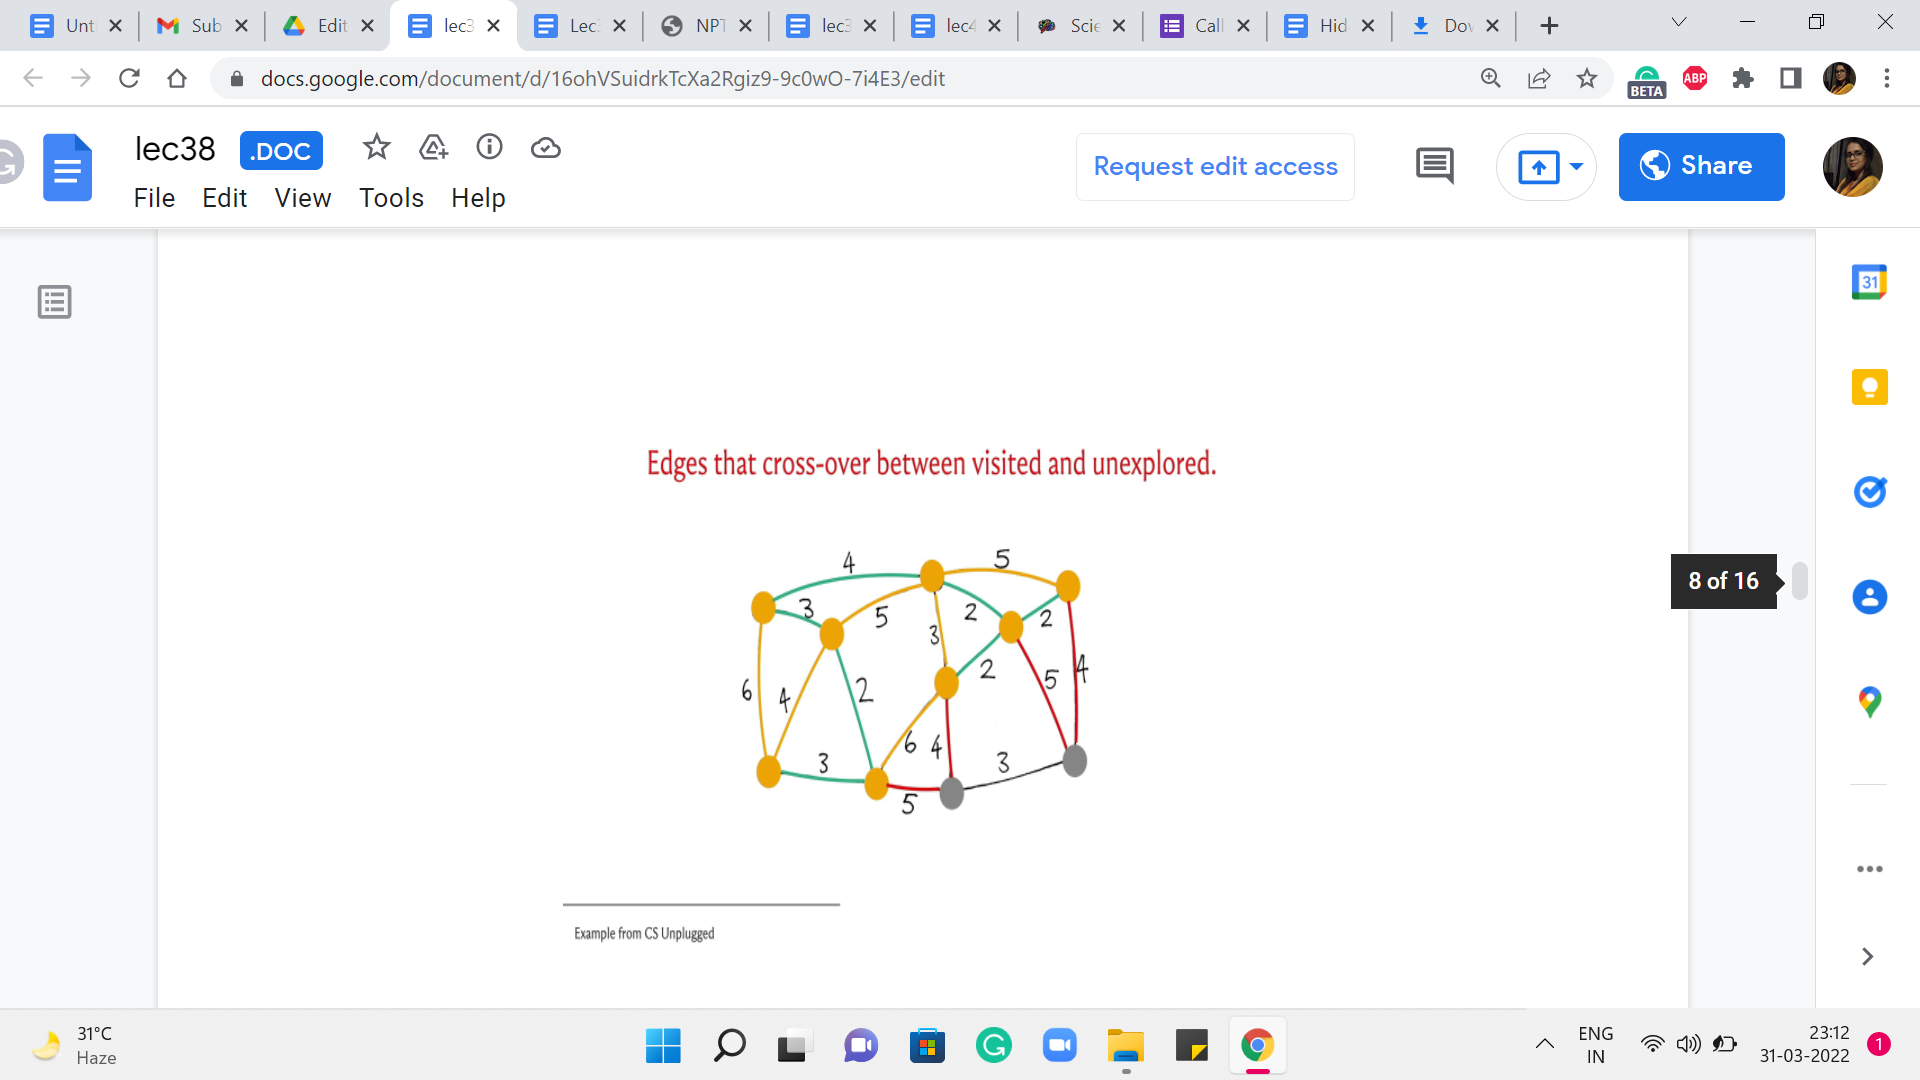 Unt Sub Edit lec3 Lec NPT lec3 lec4 Scie Call Hid Dov
docs.google.com/document/d/16ohVSuidrkTcXa2Rgiz9-9c0wO-7i4E3/edit
ABP
BETA
lec38 .DOC
Request edit access
Share
File Edit View Tools Help
31
Edges that cross-over between visited and unexplored.
8 of 16
4 5
3 5 2 2
3
6 4 2 2 5 4
6 4
3 3
5
Example from CS Unplugged
31°C
Haze
ENG
IN
23:12
31-03-2022
1